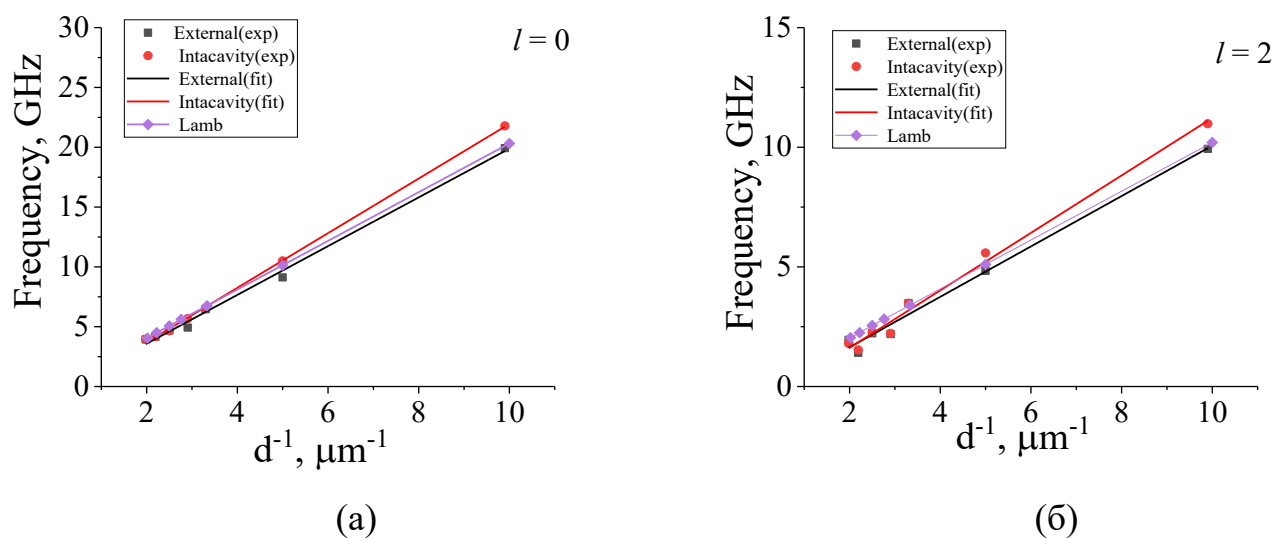 30
25
20
15
10
5
0
Frequency, GHz
External(exp)
Intacavity(exp)
External(fit)
Intacavity(fit)
Lamb
l = 0
2 4 6 8 10
d⁻¹, μm⁻¹
(а)
15
10
5
0
Frequency, GHz
External(exp)
Intacavity(exp)
External(fit)
Intacavity(fit)
Lamb
l = 2
2 4 6 8 10
d⁻¹, μm⁻¹
(б)